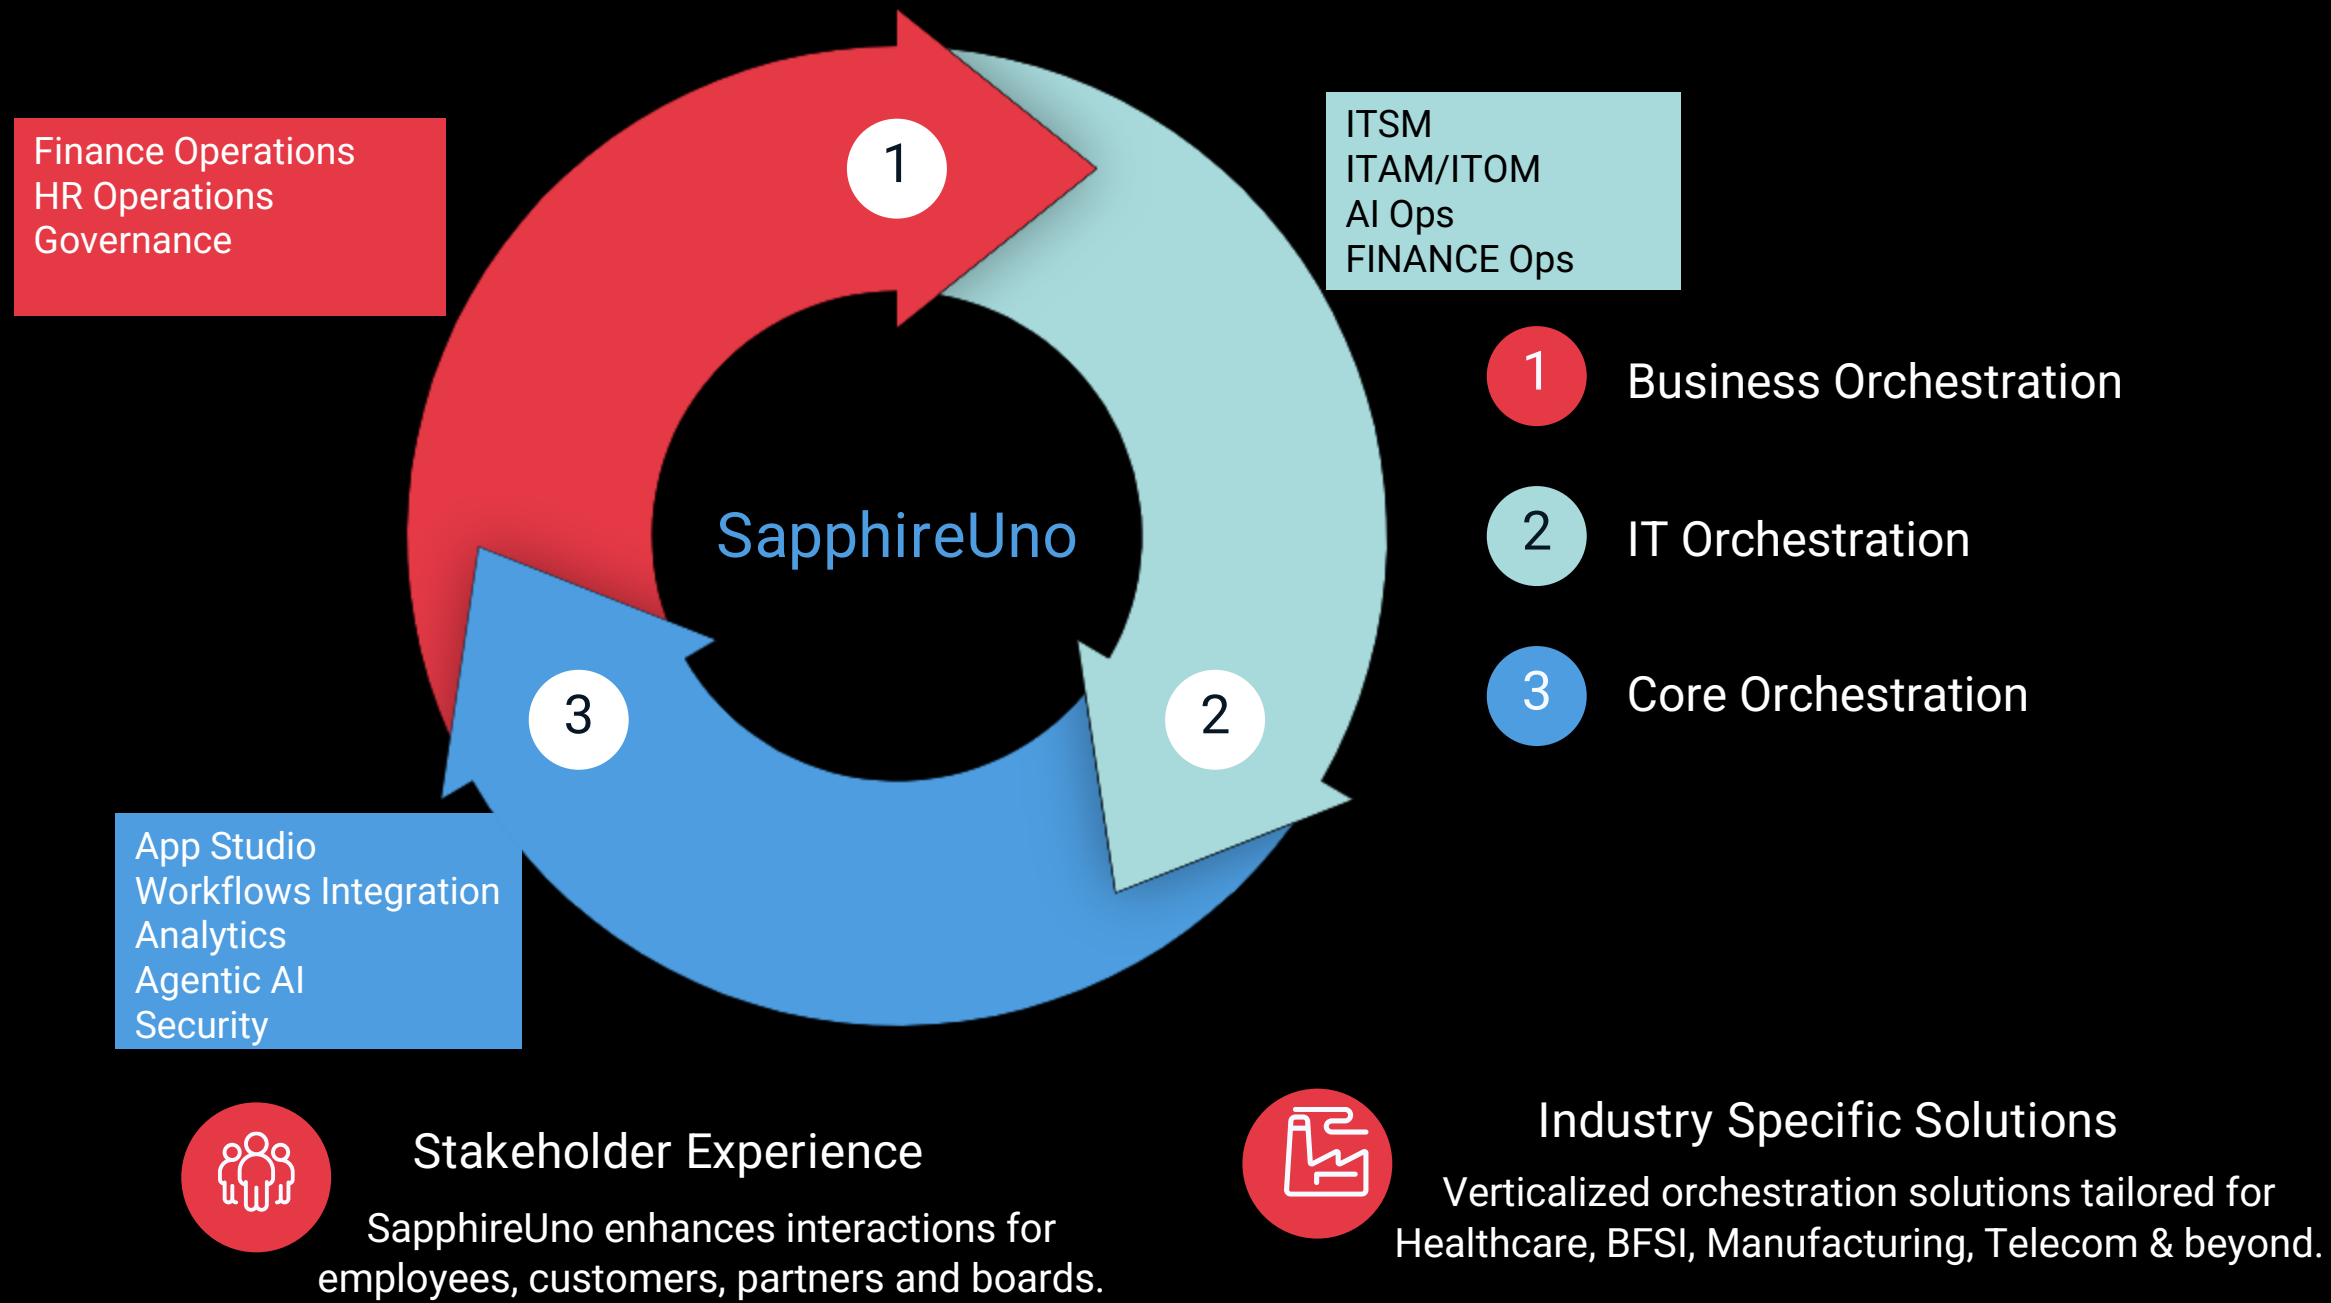 Finance Operations
HR Operations
Governance
1
ITSM
ITAM/ITOM
AI Ops
FINANCE Ops
SapphireUno
1
Business Orchestration
2
IT Orchestration
3
Core Orchestration
3
2
App Studio
Workflows Integration
Analytics
Agentic AI
Security
Stakeholder Experience
SapphireUno enhances interactions for
employees, customers, partners and boards.
Industry Specific Solutions
Verticalized orchestration solutions tailored for
Healthcare, BFSI, Manufacturing, Telecom & beyond.